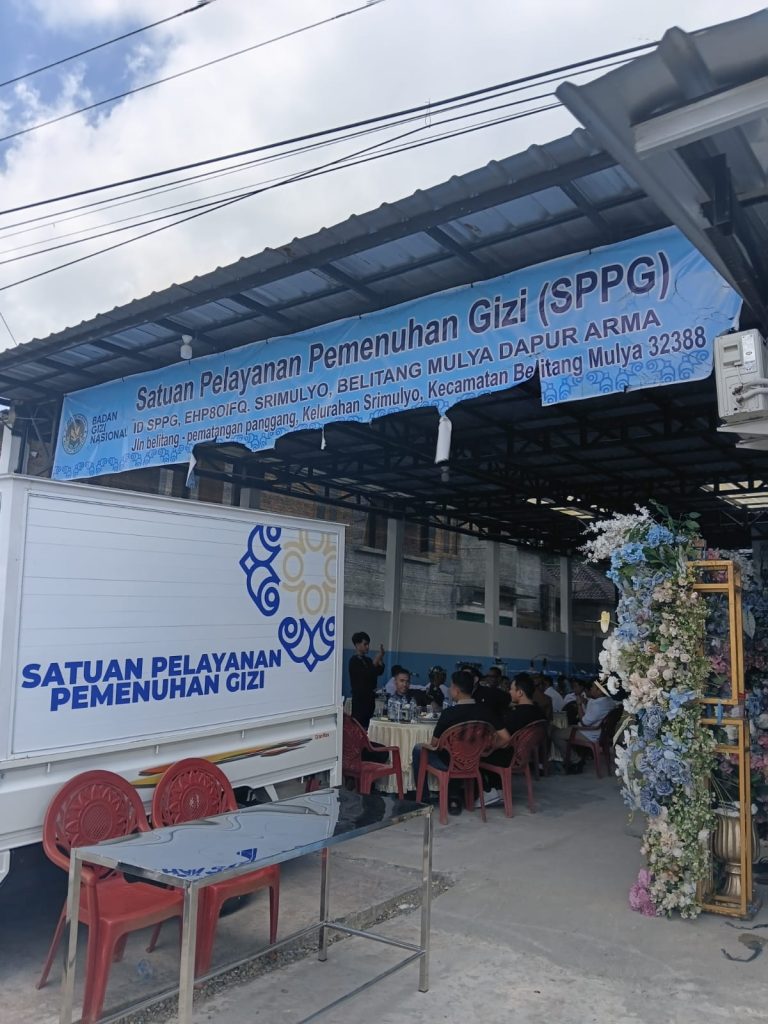 Satuan Pelayanan Pemenuhan Gizi (SPPG)
BADAN
GIZI
NASIONAL
ID SPPG, EHP8OIFQ. SRIMULYO, BELITANG MULYA DAPUR ARMA
Jln belitang - pematangan panggang, Kelurahan Srimulyo, Kecamatan Belitang Mulya 32388
SATUAN PELAYANAN
PEMENUHAN GIZI